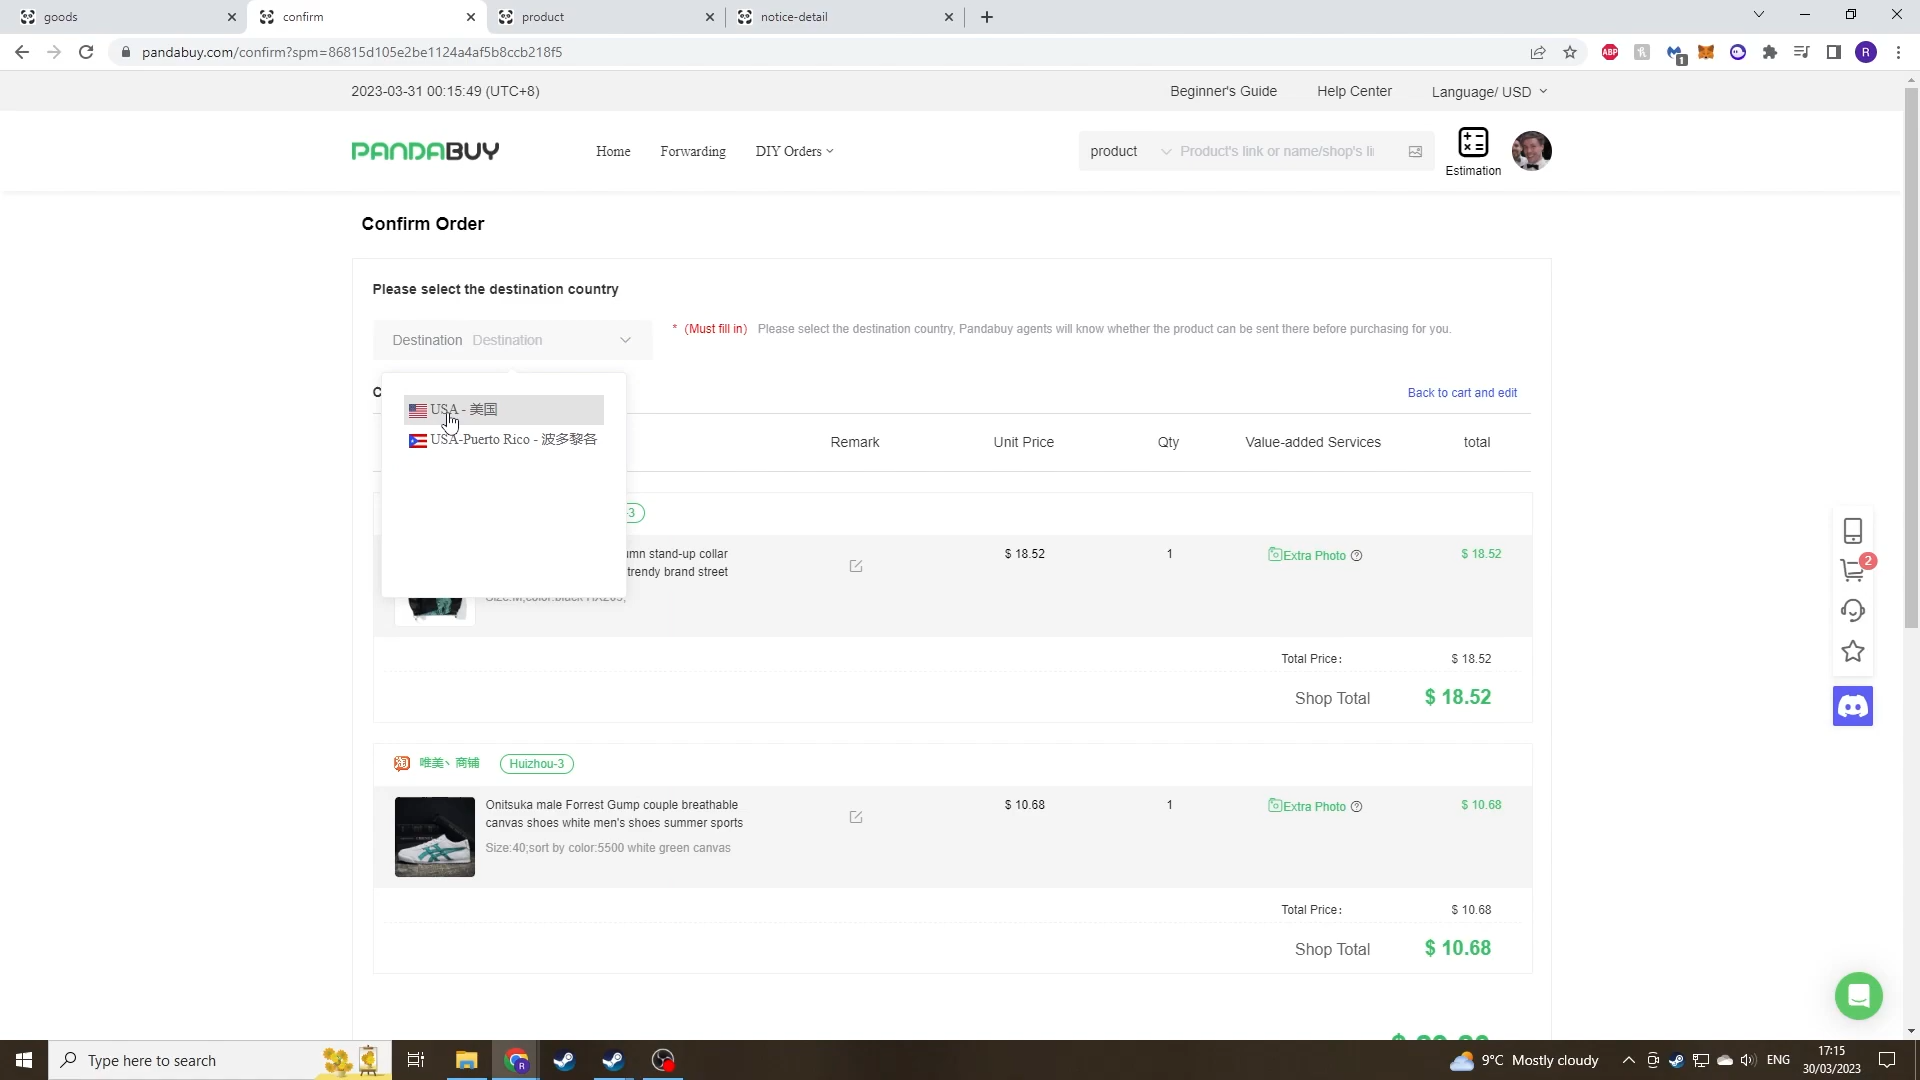 goods
confirm
product
notice-detail
pandabuy.com/confirm?spm=86815d105e2be1124a4af5b8ccb218f5
ABP
1
R
2023-03-31 00:15:49 (UTC+8)
Beginner's Guide
Help Center
Language/ USD
PANDABUY
Home
Forwarding
DIY Orders
product
Product's link or name/shop's li
Estimation
Confirm Order
Please select the destination country
Destination Destination
* (Must fill in) Please select the destination country, Pandabuy agents will know whether the product can be sent there before purchasing for you.
C
Back to cart and edit
USA - 美国
USA-Puerto Rico - 波多黎各
Remark
Unit Price
Qty
Value-added Services
total
-3
umn stand-up collar
trendy brand street
$ 18.52
1
Extra Photo
$ 18.52
Total Price:
$ 18.52
Shop Total
$ 18.52
淘
唯美丶商铺
Huizhou-3
Onitsuka male Forrest Gump couple breathable
canvas shoes white men's shoes summer sports
Size:40;sort by color:5500 white green canvas
$ 10.68
1
Extra Photo
$ 10.68
Total Price:
$ 10.68
Shop Total
$ 10.68
2
Type here to search
9°C Mostly cloudy
ENG
17:15
30/03/2023